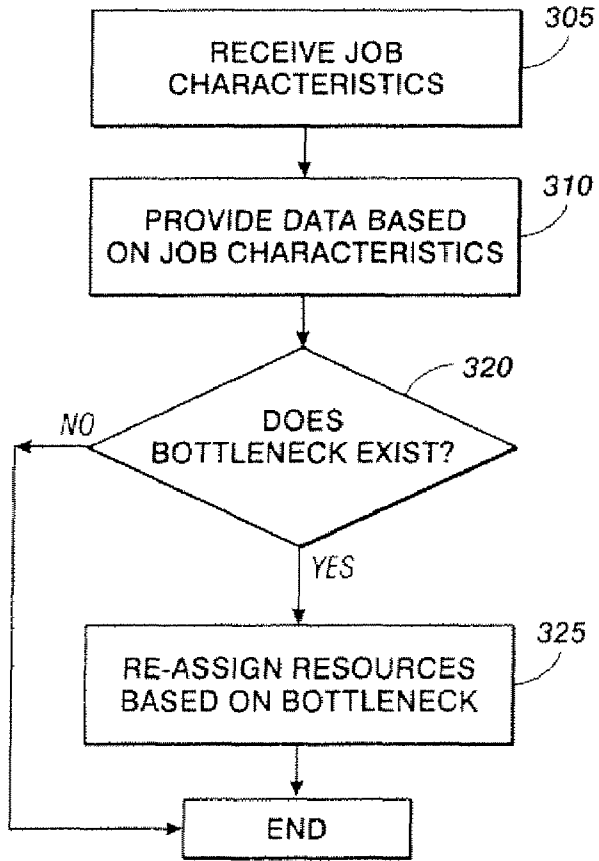 305
RECEIVE JOB
CHARACTERISTICS
310
PROVIDE DATA BASED
ON JOB CHARACTERISTICS
320
DOES
BOTTLENECK EXIST?
NO
YES
325
RE-ASSIGN RESOURCES
BASED ON BOTTLENECK
END